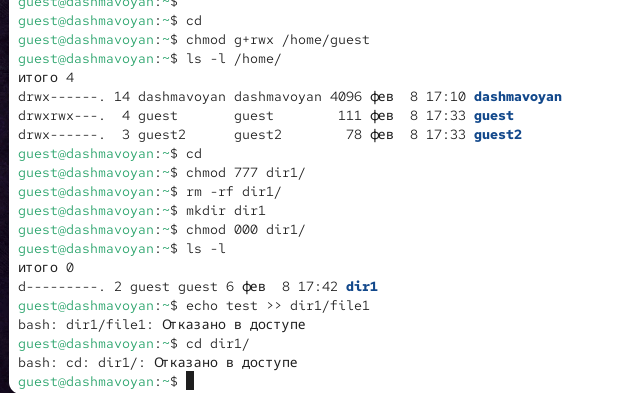 guest@dashmavoyan:~$
guest@dashmavoyan:~$ cd
guest@dashmavoyan:~$ chmod g+rwx /home/guest
guest@dashmavoyan:~$ ls -l /home/
итого 4
drwx------. 14 dashmavoyan dashmavoyan 4096 фев  8 17:10 dashmavoyan
drwxrwx---.  4 guest       guest        111 фев  8 17:33 guest
drwx------.  3 guest2      guest2        78 фев  8 17:33 guest2
guest@dashmavoyan:~$ cd
guest@dashmavoyan:~$ chmod 777 dir1/
guest@dashmavoyan:~$ rm -rf dir1/
guest@dashmavoyan:~$ mkdir dir1
guest@dashmavoyan:~$ chmod 000 dir1/
guest@dashmavoyan:~$ ls -l
итого 0
d---------. 2 guest guest 6 фев  8 17:42 dir1
guest@dashmavoyan:~$ echo test >> dir1/file1
bash: dir1/file1: Отказано в доступе
guest@dashmavoyan:~$ cd dir1/
bash: cd: dir1/: Отказано в доступе
guest@dashmavoyan:~$